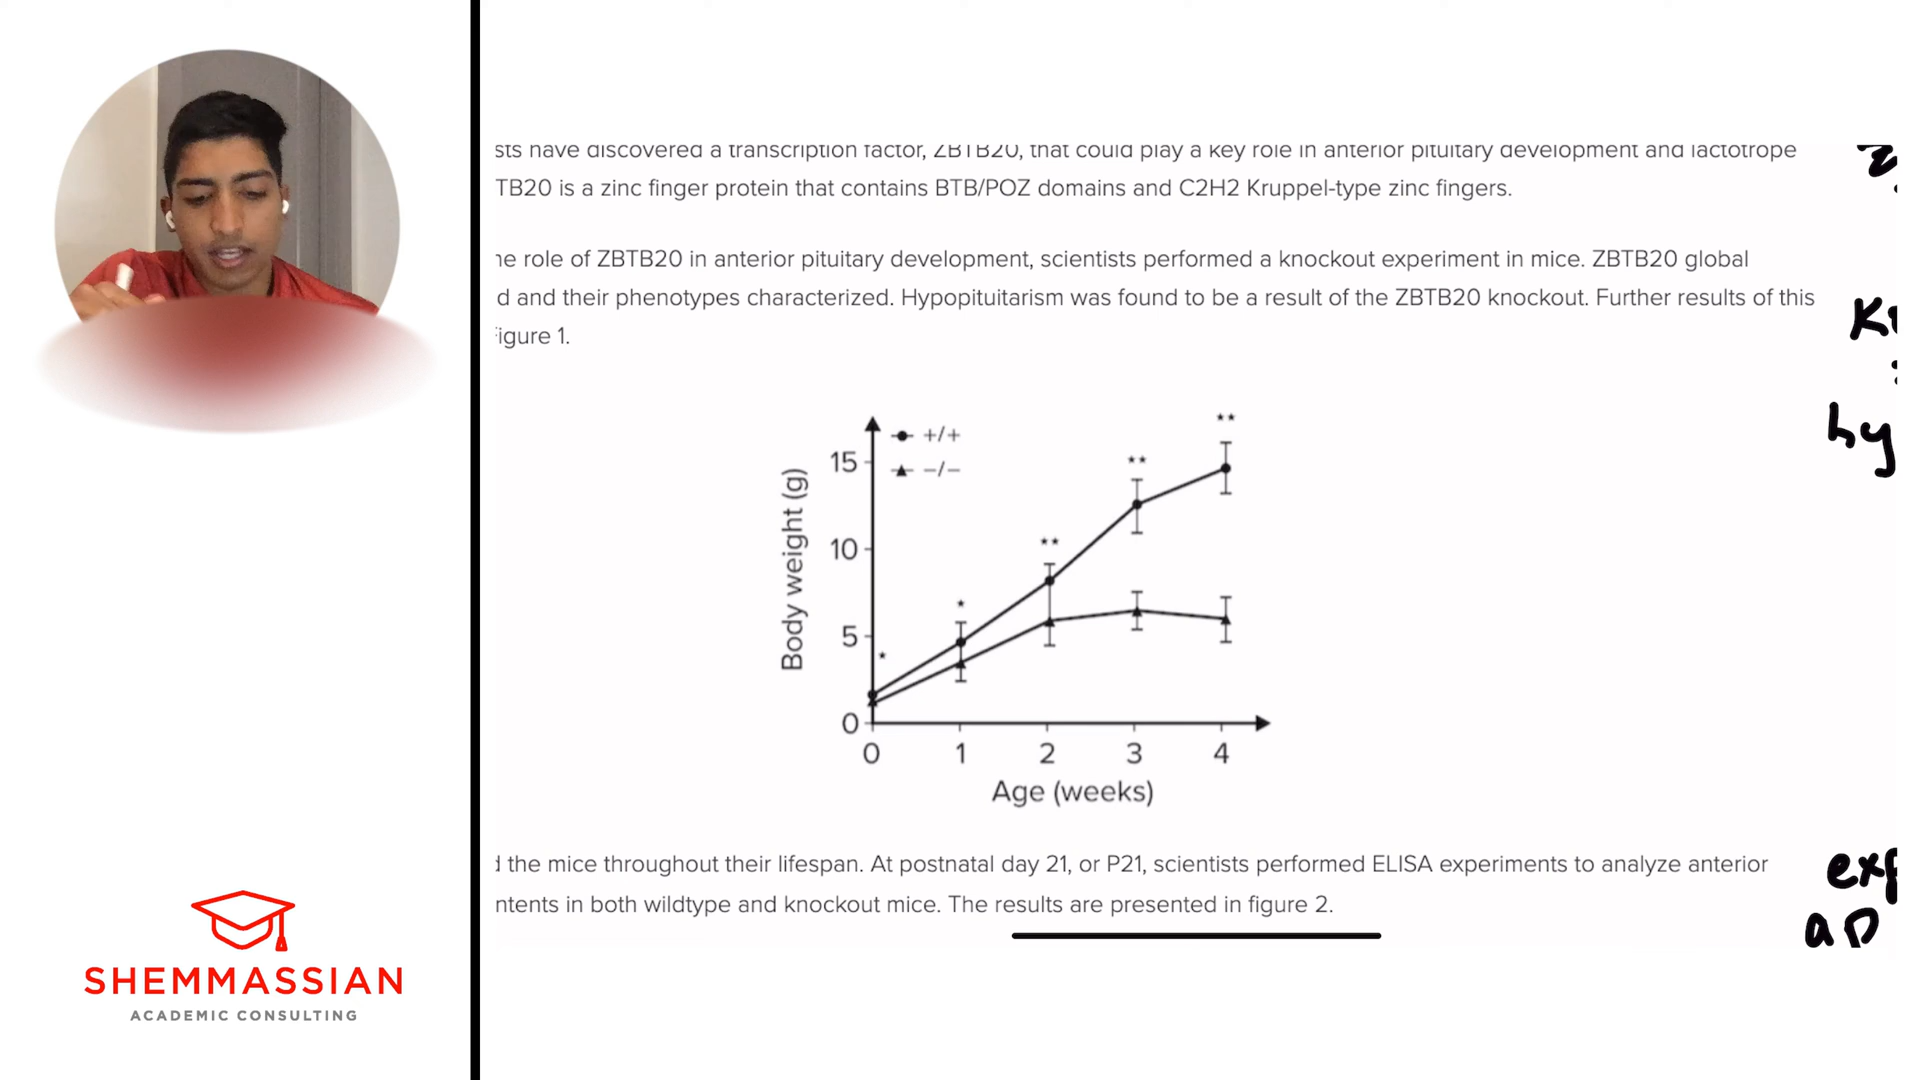 sts have discovered a transcription factor, ZBTB20, that could play a key role in anterior pituitary development and lactotrope
TB20 is a zinc finger protein that contains BTB/POZ domains and C2H2 Kruppel-type zinc fingers.
he role of ZBTB20 in anterior pituitary development, scientists performed a knockout experiment in mice. ZBTB20 global
d and their phenotypes characterized. Hypopituitarism was found to be a result of the ZBTB20 knockout. Further results of this
igure 1.
hy
+/+
-/-
**
**
**
*
*
15
10
5
0
Body weight (g)
0 1 2 3 4
Age (weeks)
d the mice throughout their lifespan. At postnatal day 21, or P21, scientists performed ELISA experiments to analyze anterior
ntents in both wildtype and knockout mice. The results are presented in figure 2.
exp
SHEMMASSIAN
ACADEMIC CONSULTING